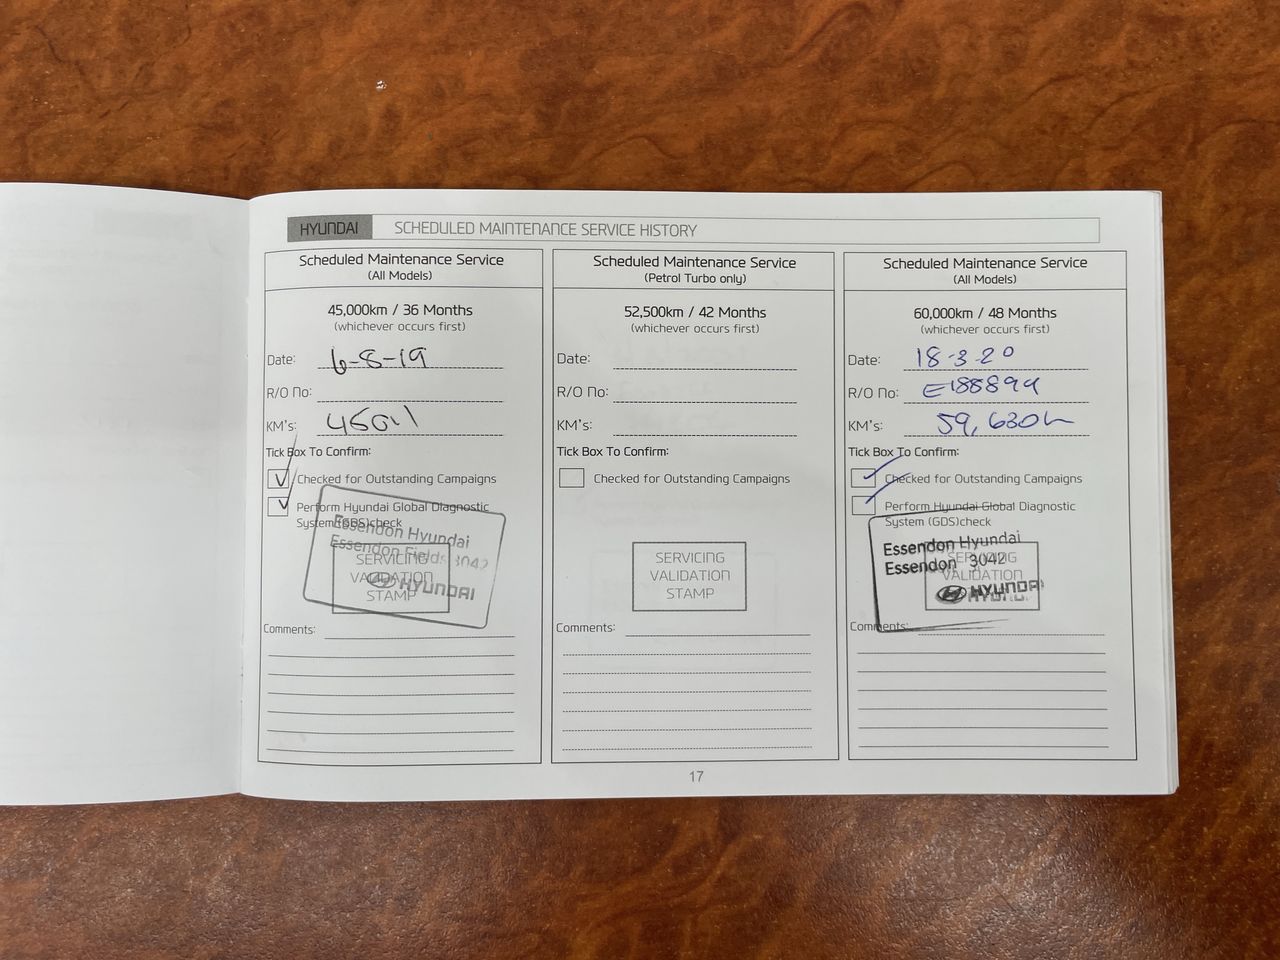 HYUNDAI SCHEDULED MAINTENANCE SERVICE HISTORY
Scheduled Maintenance Service
(All Models)
45,000km / 36 Months
(whichever occurs first)
Date: 6-8-19
R/O No:
KM's: 45011
Tick Box To Confirm:
Checked for Outstanding Campaigns
Perform Hyundai Global Diagnostic
System (GDS)check
Essendon Hyundai
Essendon Fields 3042
HYUNDAI
SERVICING
VALIDATION
STAMP
Comments:
Scheduled Maintenance Service
(Petrol Turbo only)
52,500km / 42 Months
(whichever occurs first)
Date:
R/O No:
KM's:
Tick Box To Confirm:
Checked for Outstanding Campaigns
SERVICING
VALIDATION
STAMP
Comments:
Scheduled Maintenance Service
(All Models)
60,000km / 48 Months
(whichever occurs first)
Date: 18-3-20
R/O No: E188899
KM's: 59,630
Tick Box To Confirm:
Checked for Outstanding Campaigns
Perform Hyundai Global Diagnostic
System (GDS)check
Essendon Hyundai
Essendon 3042
HYUNDAI
SERVICING
VALIDATION
Comments:
17